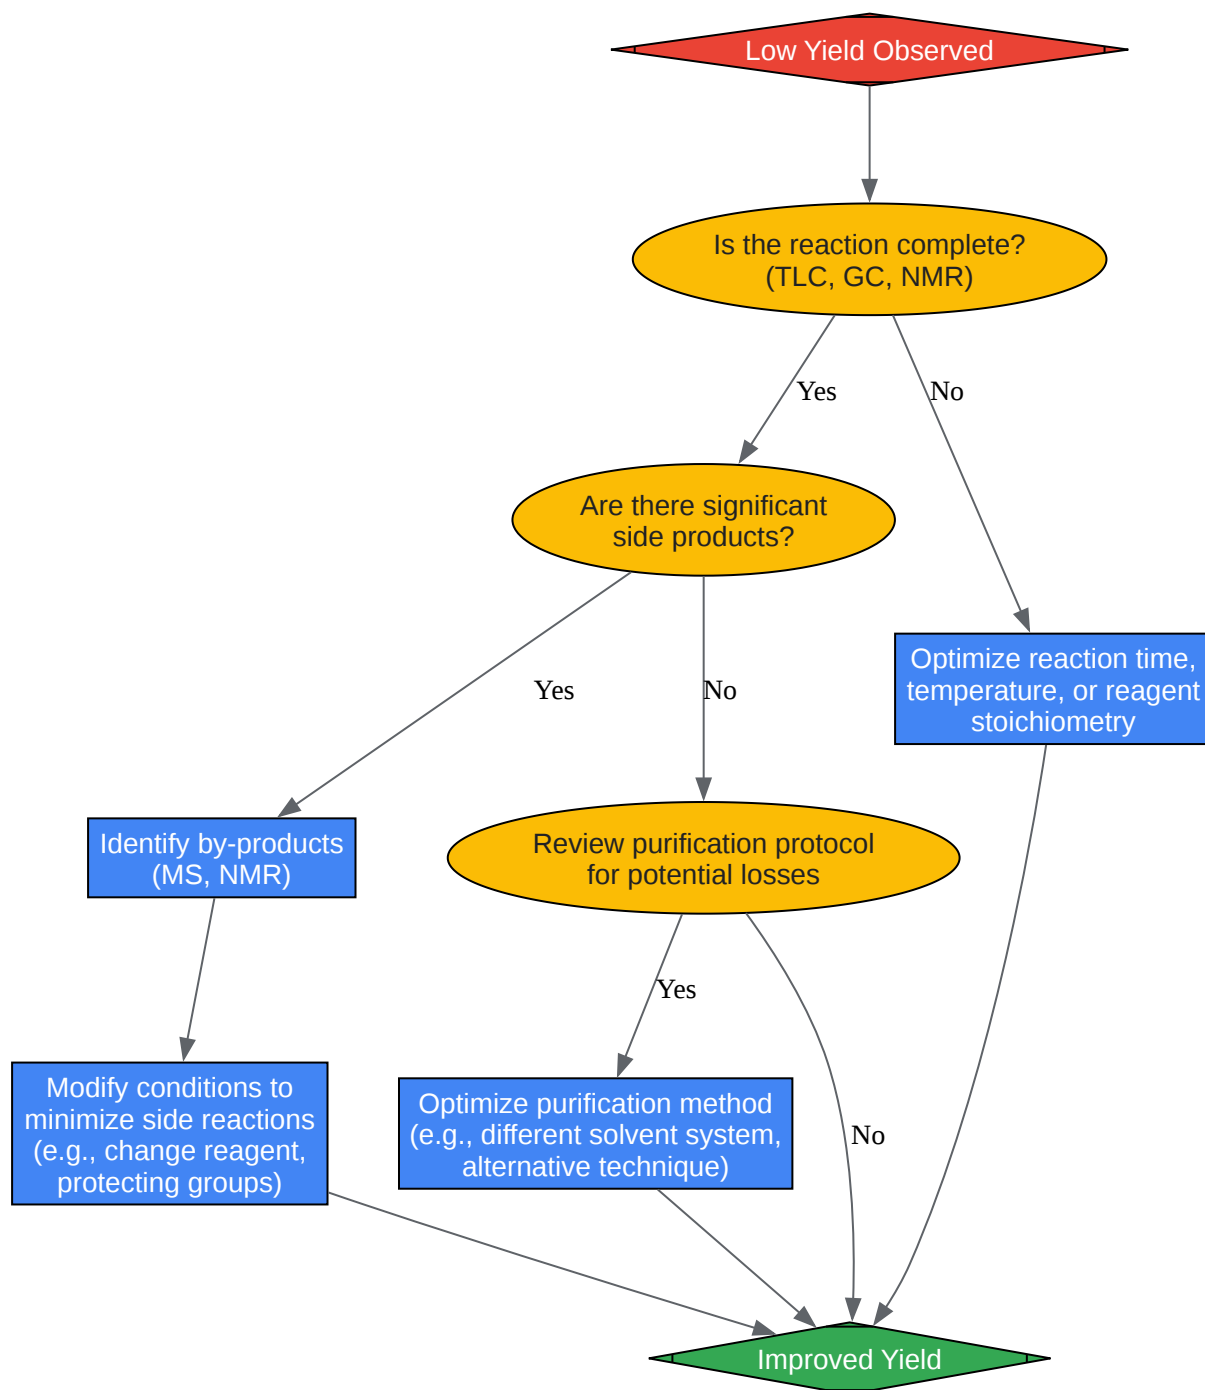 Low Yield Observed
Is the reaction complete?
(TLC, GC, NMR)
Yes
No
Are there significant
side products?
Optimize reaction time,
temperature, or reagent
stoichiometry
Yes
No
Identify by-products
(MS, NMR)
Review purification protocol
for potential losses
Yes
No
Modify conditions to
minimize side reactions
(e.g., change reagent,
protecting groups)
Optimize purification method
(e.g., different solvent system,
alternative technique)
Improved Yield